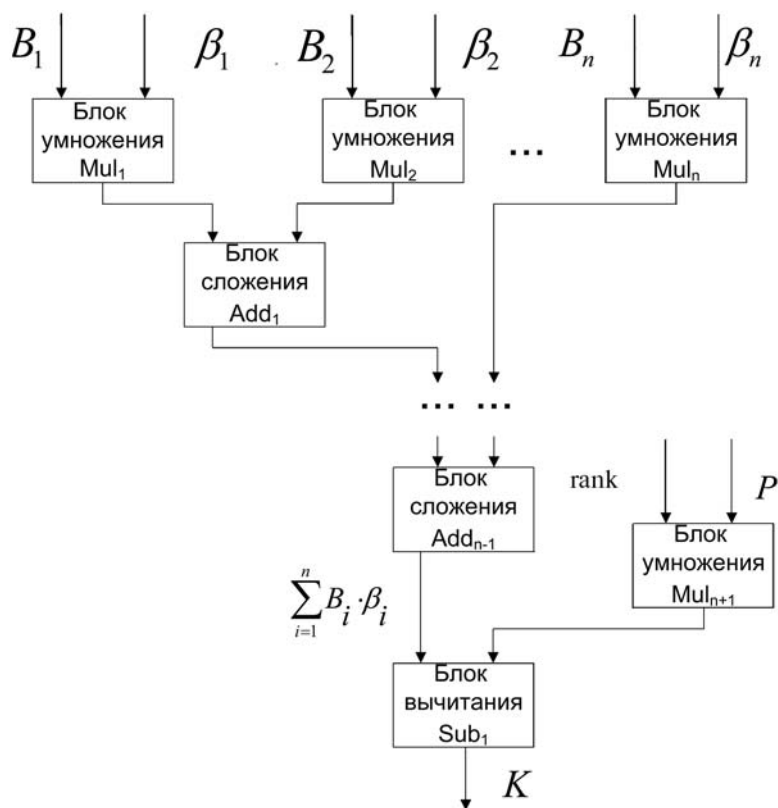 B₁ β₁ B₂ β₂ Bₙ βₙ
Блок
умножения
Mul₁
Блок
умножения
Mul₂
...
Блок
умножения
Mulₙ
Блок
сложения
Add₁
... ...
Блок
сложения
Addₙ₋₁
rank P
Блок
умножения
Mulₙ₊₁
∑ᵢ₌₁ⁿ Bᵢ·βᵢ
Блок
вычитания
Sub₁
K